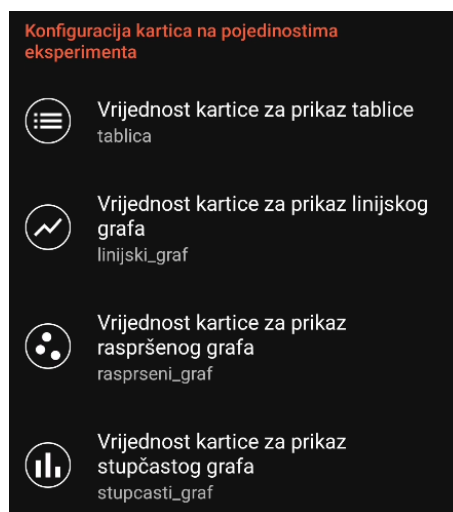 Konfiguracija kartica na pojedinostima
eksperimenta
Vrijednost kartice za prikaz tablice
tablica
Vrijednost kartice za prikaz linijskog
grafa
linijski_graf
Vrijednost kartice za prikaz
raspršenog grafa
rasprseni_graf
Vrijednost kartice za prikaz
stupčastog grafa
stupcasti_graf